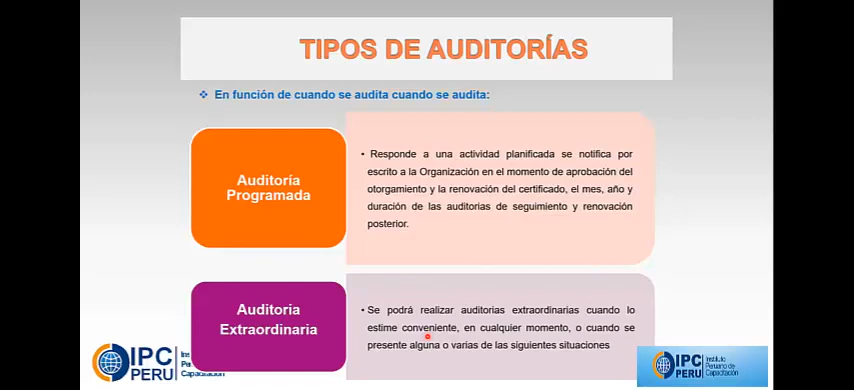 TIPOS DE AUDITORÍAS
En función de cuando se audita cuando se audita:
Auditoría
Programada
• Responde a una actividad planificada se notifica por
escrito a la Organización en el momento de aprobación del
otorgamiento y la renovación del certificado, el mes, año y
duración de las auditorias de seguimiento y renovación
posterior.
Auditoria
Extraordinaria
• Se podrá realizar auditorias extraordinarias cuando lo
estime conveniente, en cualquier momento, o cuando se
presente alguna o varias de las siguientes situaciones
IPC
PERU
Capacitación
IPC
PERU
Instituto
Peruano de
Capacitación